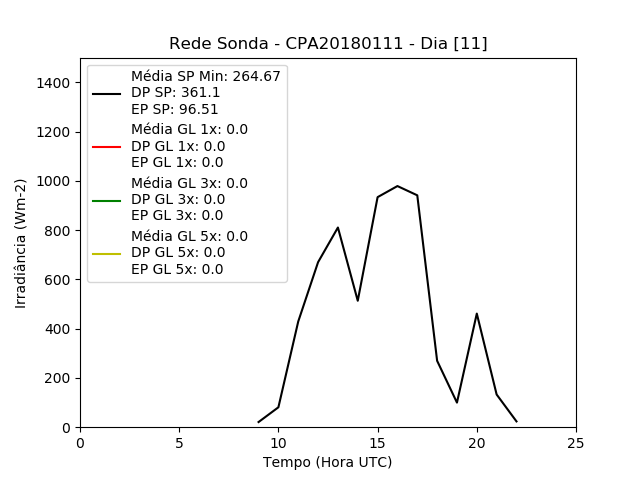 Rede Sonda - CPA20180111 - Dia [11]
Média SP Min: 264.67
DP SP: 361.1
EP SP: 96.51
Média GL 1x: 0.0
DP GL 1x: 0.0
EP GL 1x: 0.0
Média GL 3x: 0.0
DP GL 3x: 0.0
EP GL 3x: 0.0
Média GL 5x: 0.0
DP GL 5x: 0.0
EP GL 5x: 0.0
Irradiância (Wm-2)
1400
1200
1000
800
600
400
200
0
0 5 10 15 20 25
Tempo (Hora UTC)